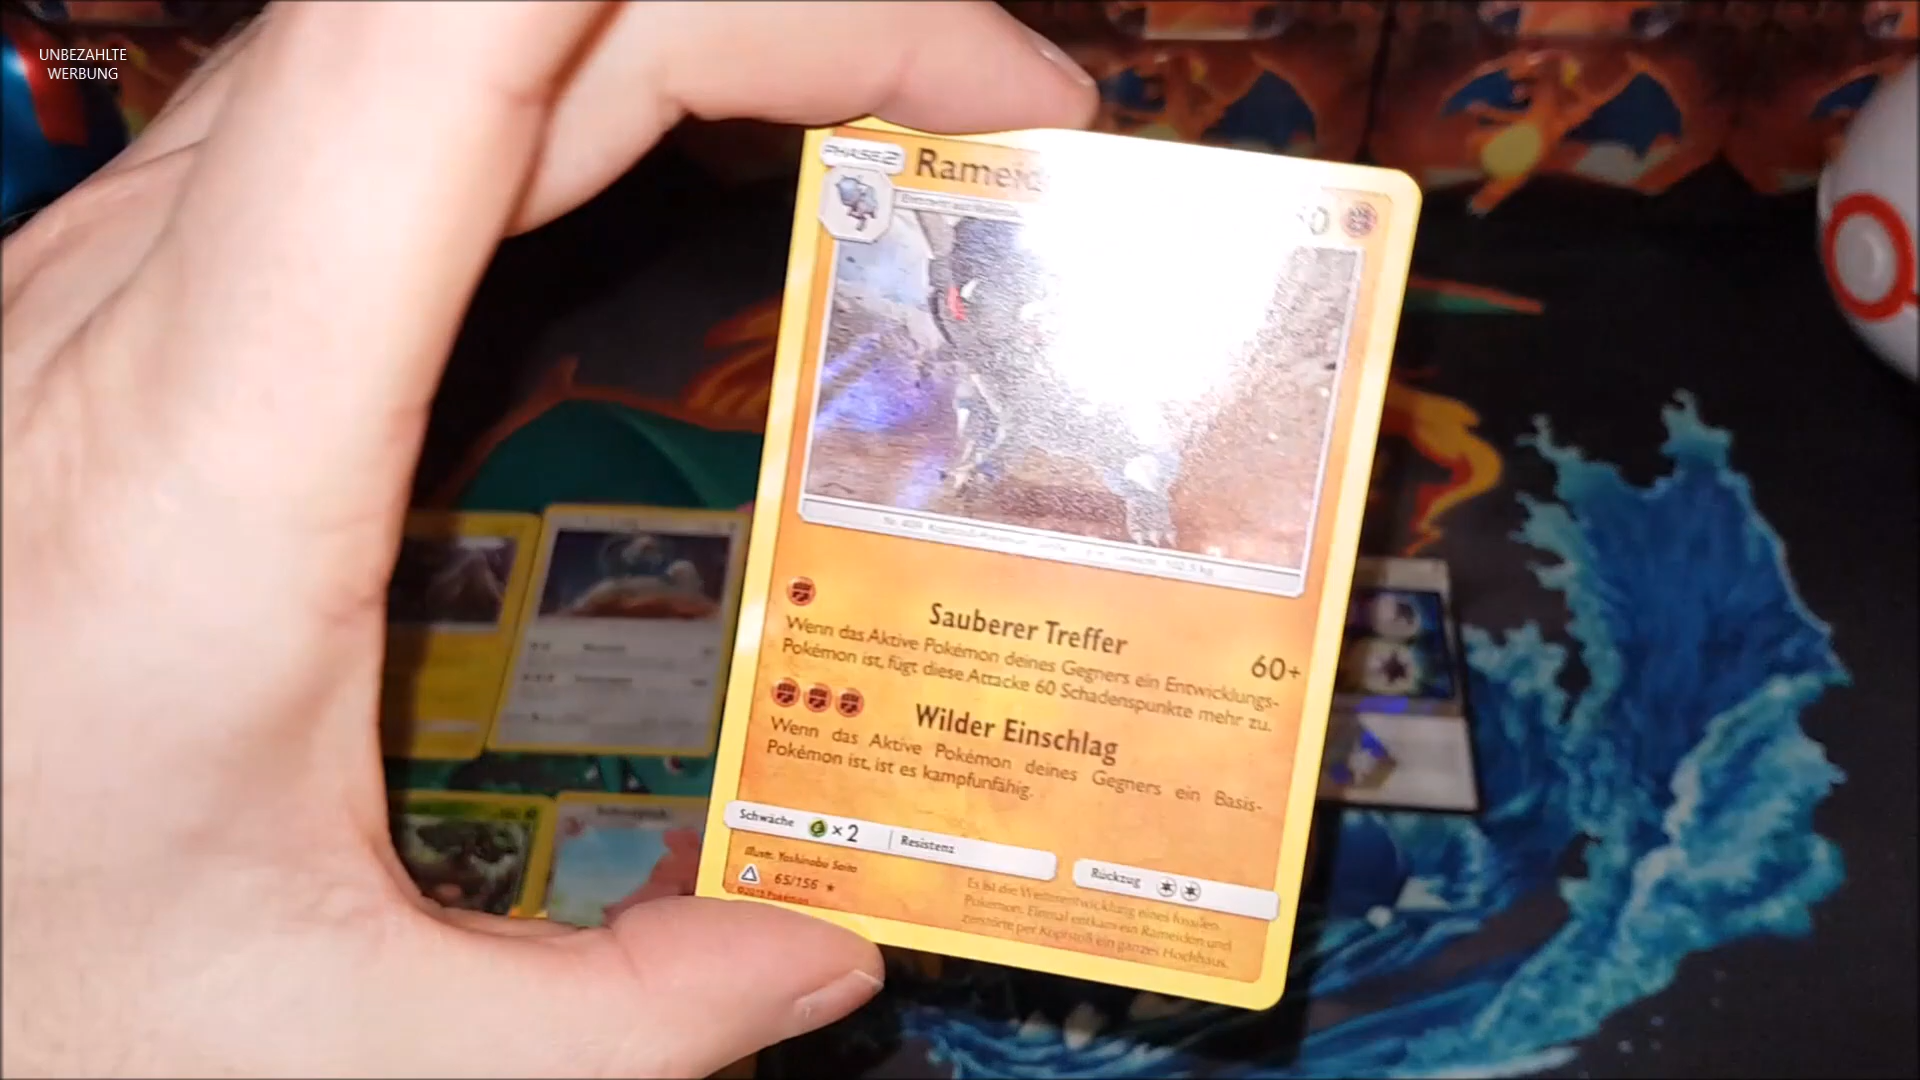 UNBEZAHLTE
WERBUNG
PHASE 2
Rameid
Sauberer Treffer
60+
Wenn das Aktive Pokémon deines Gegners ein Entwicklungs-
Pokémon ist, fügt diese Attacke 60 Schadenspunkte mehr zu.
Wilder Einschlag
Wenn das Aktive Pokémon deines Gegners ein Basis-
Pokémon ist, ist es kampfunfähig.
Schwäche ×2 Resistenz
Rückzug
Illustr. Yoshinobu Saito
65/156
Es ist die Weiterentwicklung eines fossilen
Pokémon. Einmal entkam ein Rameidon und
zerstörte per Kopfstoß ein ganzes Hochhaus.